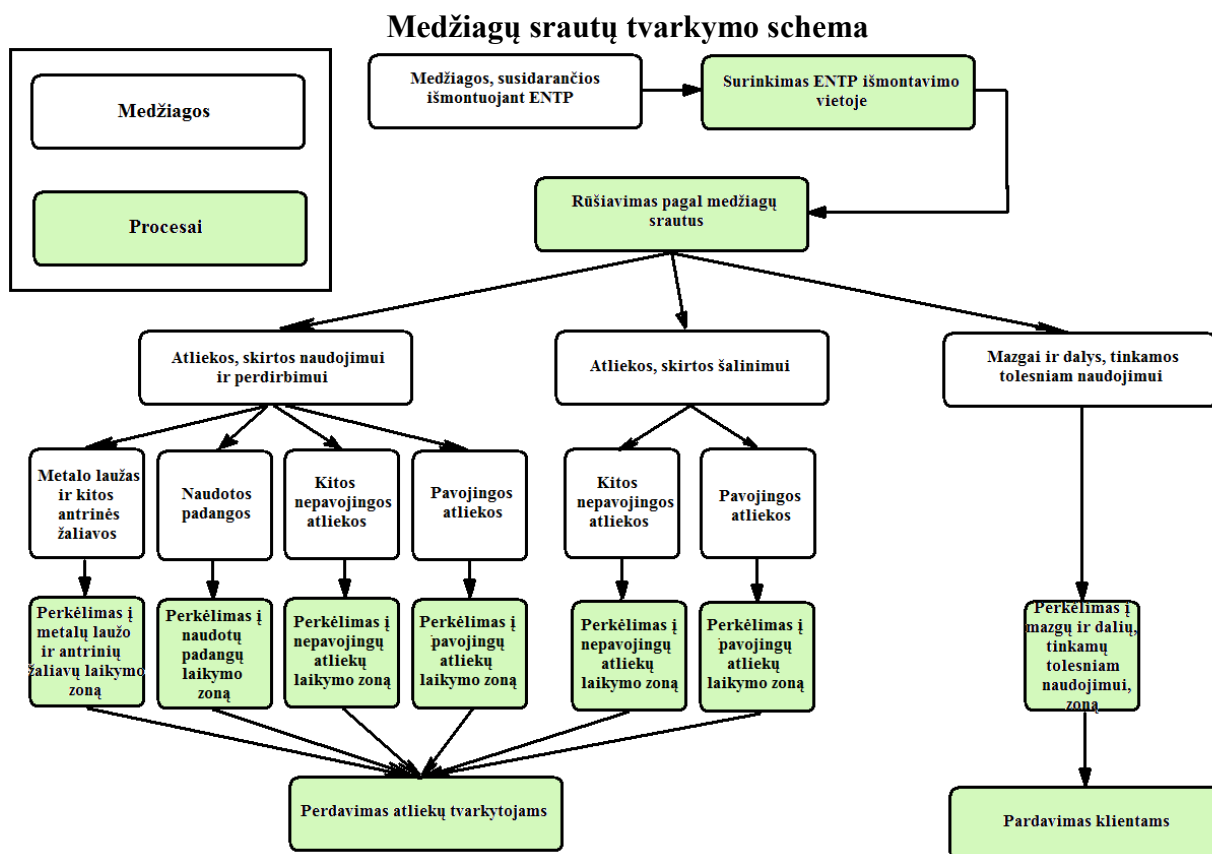 Medžiagų srautų tvarkymo schema
Medžiagos
Procesai
Medžiagos, susidarančios
išmontuojant ENTP
Surinkimas ENTP išmontavimo
vietoje
Rūšiavimas pagal medžiagų
srautus
Atliekos, skirtos naudojimui
ir perdirbimui
Atliekos, skirtos šalinimui
Mazgai ir dalys, tinkamos
tolesniam naudojimui
Metalo laužas
ir kitos
antrinės
žaliavos
Naudotos
padangos
Kitos
nepavojingos
atliekos
Pavojingos
atliekos
Kitos
nepavojingos
atliekos
Pavojingos
atliekos
Perkėlimas į
metalų laužo
ir antrinių
žaliavų laikymo
zoną
Perkėlimas į
naudotų
padangų
laikymo
zoną
Perkėlimas į
nepavojingų
atliekų
laikymo zoną
Perkėlimas į
pavojingų
atliekų
laikymo zoną
Perkėlimas į
nepavojingų
atliekų
laikymo zoną
Perkėlimas į
pavojingų
atliekų
laikymo zoną
Perkėlimas į
mazgų ir dalių,
tinkamų
tolesniam
naudojimui,
zoną
Perdavimas atliekų tvarkytojams
Pardavimas klientams